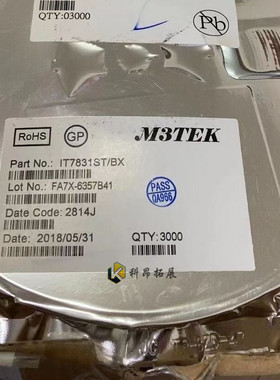 QTY:03000
Pb
RoHS
GP
M3TEK
Part No.: IT7831ST/BX
Lot No.: FA7X-6357B41
PASS
QA966
Date Code: 2814J
Date: 2018/05/31
QTY:3000
科昂拓展